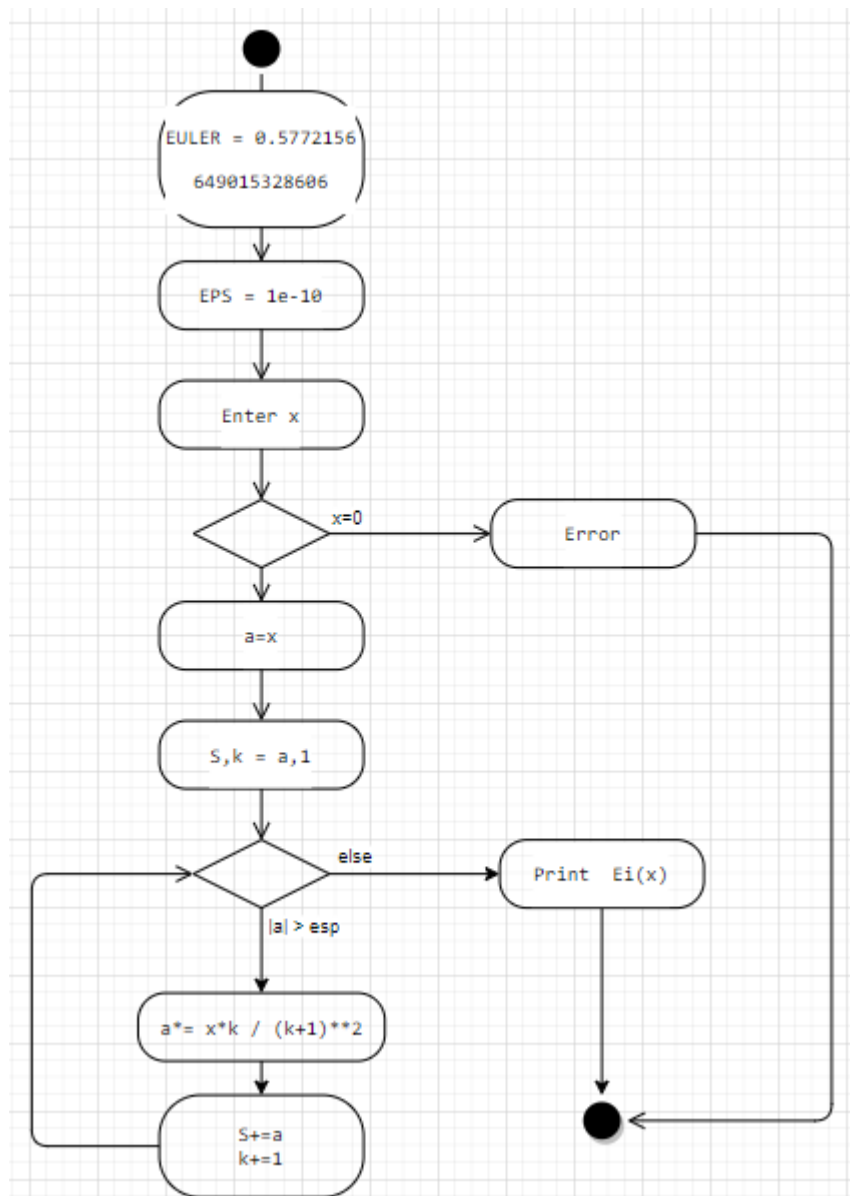 EULER = 0.5772156
649015328606
EPS = 1e-10
Enter x
x=0
Error
a=x
S,k = a,1
else
Print Ei(x)
|a| > esp
a*= x*k / (k+1)**2
S+=a
k+=1